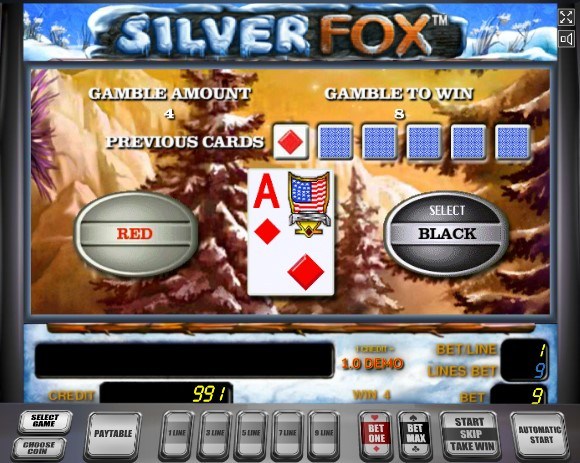 SILVER FOX™
GAMBLE AMOUNT
4
GAMBLE TO WIN
8
PREVIOUS CARDS
A
RED
SELECT
BLACK
1 CREDIT =
1.0 DEMO
BET/LINE 1
LINES BET 9
CREDIT 991
WIN 4
BET 9
SELECT
GAME
CHOOSE
COIN
PAYTABLE
1 LINE
3 LINE
5 LINE
7 LINE
9 LINE
BET
ONE
BET
MAX
START
SKIP
TAKE WIN
AUTOMATIC
START